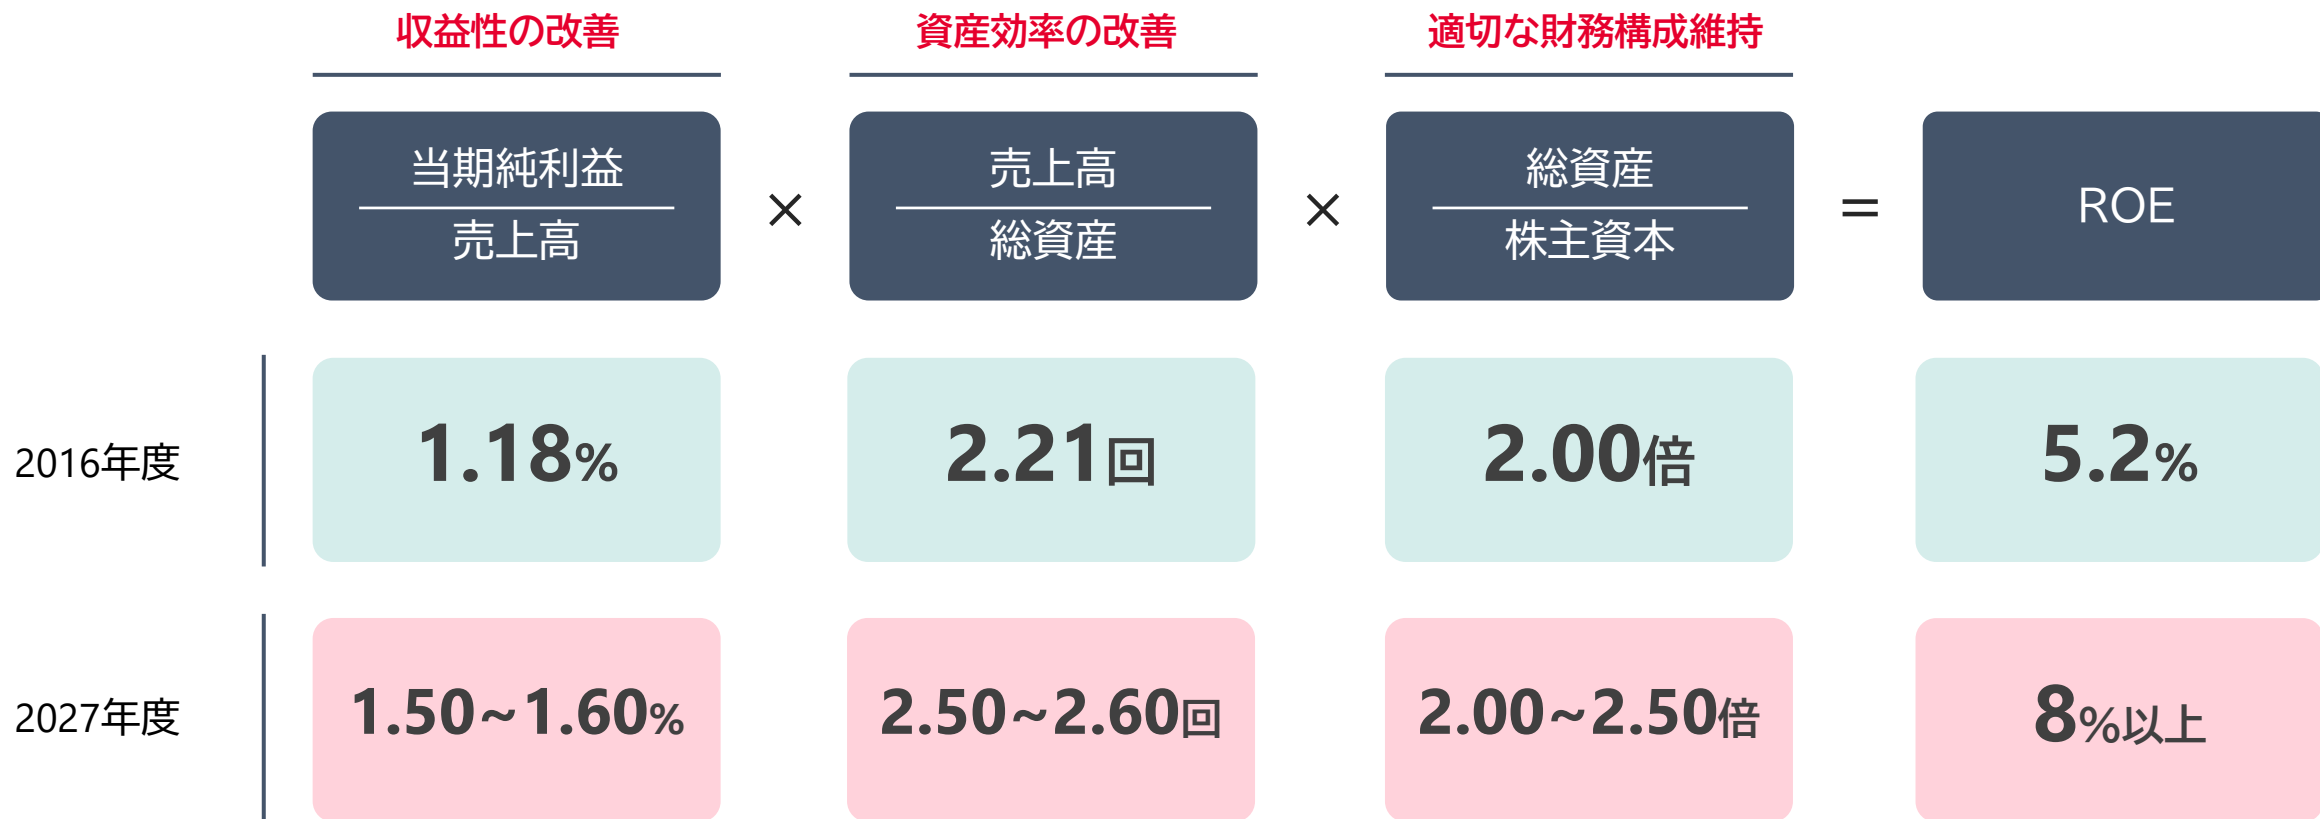 収益性の改善
資産効率の改善
適切な財務構成維持
当期純利益
売上高
×
売上高
総資産
×
総資産
株主資本
=
ROE
2016年度
1.18%
2.21回
2.00倍
5.2%
2027年度
1.50~1.60%
2.50~2.60回
2.00~2.50倍
8%以上